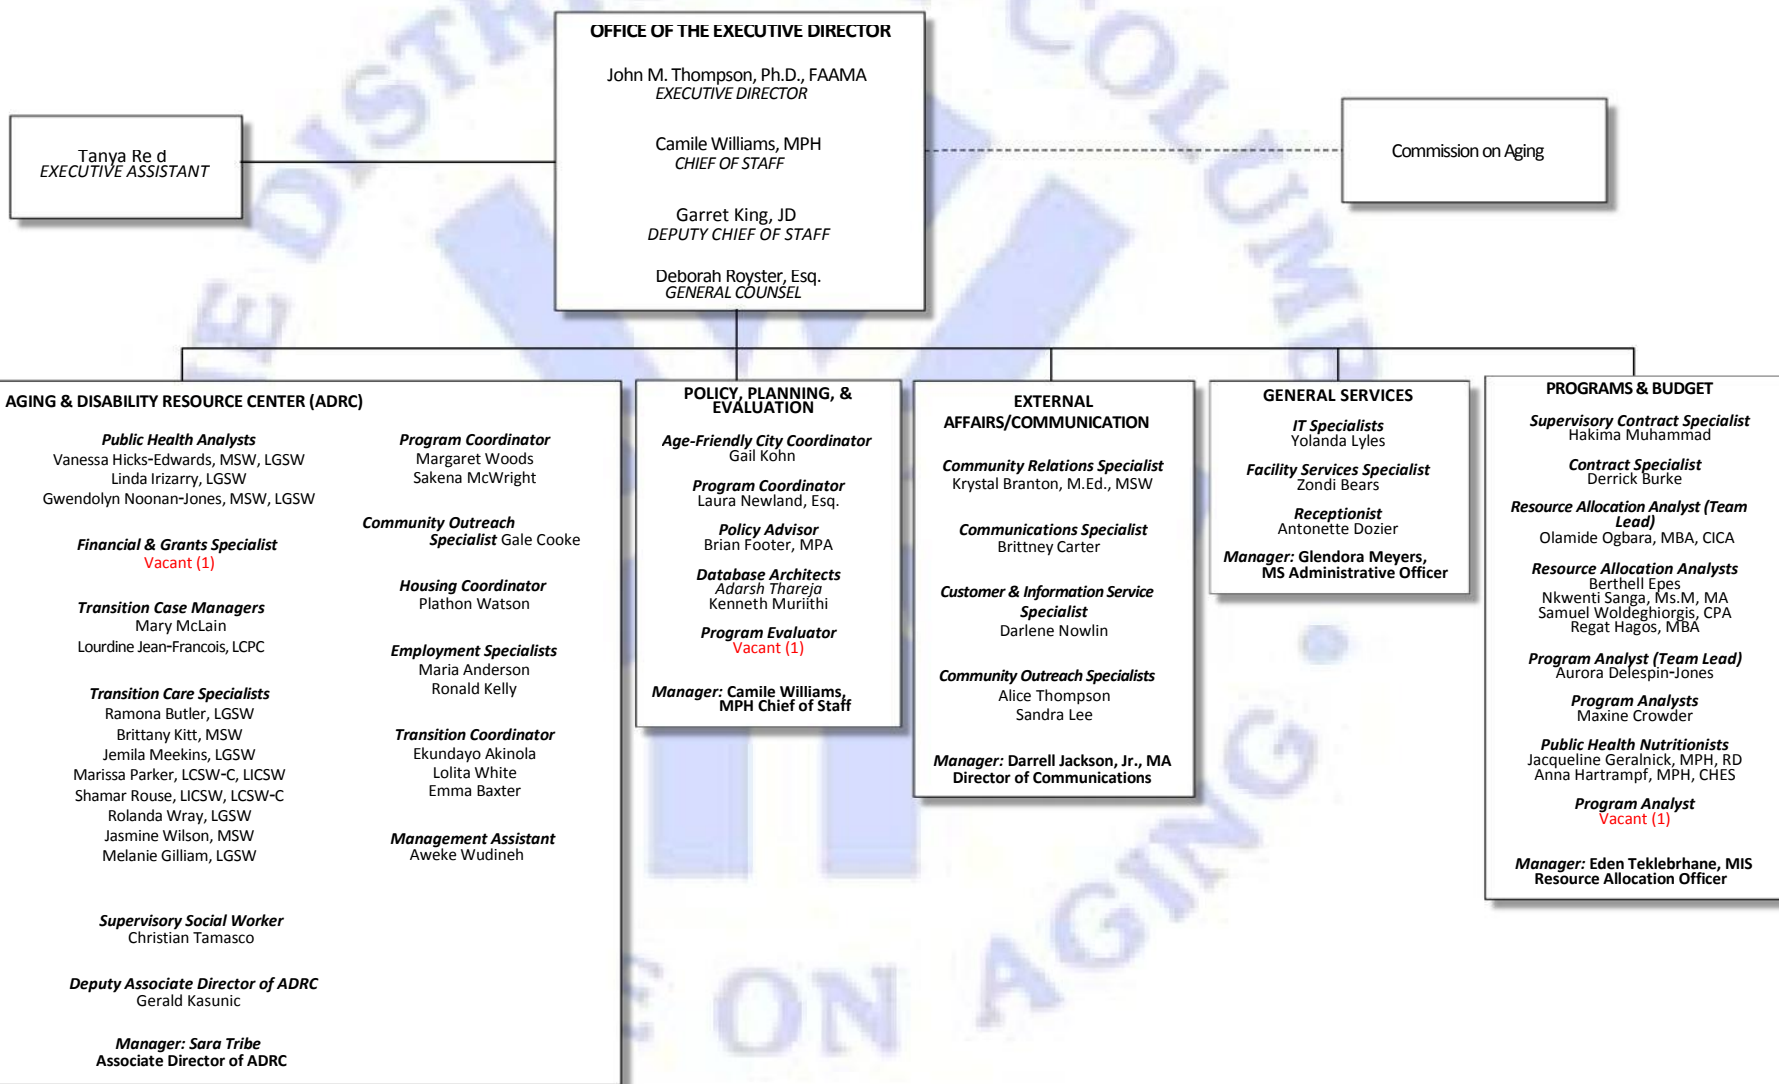 OFFICE OF THE EXECUTIVE DIRECTOR
John M. Thompson, Ph.D., FAAMA
EXECUTIVE DIRECTOR
Camile Williams, MPH
CHIEF OF STAFF
Garret King, JD
DEPUTY CHIEF OF STAFF
Deborah Royster, Esq.
GENERAL COUNSEL
Tanya Re d
EXECUTIVE ASSISTANT
Commission on Aging
AGING & DISABILITY RESOURCE CENTER (ADRC)
Public Health Analysts
Vanessa Hicks-Edwards, MSW, LGSW
Linda Irizarry, LGSW
Gwendolyn Noonan-Jones, MSW, LGSW
Financial & Grants Specialist
Vacant (1)
Transition Case Managers
Mary McLain
Lourdine Jean-Francois, LCPC
Transition Care Specialists
Ramona Butler, LGSW
Brittany Kitt, MSW
Jemila Meekins, LGSW
Marissa Parker, LCSW-C, LICSW
Shamar Rouse, LICSW, LCSW-C
Rolanda Wray, LGSW
Jasmine Wilson, MSW
Melanie Gilliam, LGSW
Supervisory Social Worker
Christian Tamasco
Deputy Associate Director of ADRC
Gerald Kasunic
Manager: Sara Tribe
Associate Director of ADRC
Program Coordinator
Margaret Woods
Sakena McWright
Community Outreach
Specialist Gale Cooke
Housing Coordinator
Plathon Watson
Employment Specialists
Maria Anderson
Ronald Kelly
Transition Coordinator
Ekundayo Akinola
Lolita White
Emma Baxter
Management Assistant
Aweke Wudineh
POLICY, PLANNING, &
EVALUATION
Age-Friendly City Coordinator
Gail Kohn
Program Coordinator
Laura Newland, Esq.
Policy Advisor
Brian Footer, MPA
Database Architects
Adarsh Thareja
Kenneth Muriithi
Program Evaluator
Vacant (1)
Manager: Camile Williams,
MPH Chief of Staff
EXTERNAL
AFFAIRS/COMMUNICATION
Community Relations Specialist
Krystal Branton, M.Ed., MSW
Communications Specialist
Brittney Carter
Customer & Information Service
Specialist
Darlene Nowlin
Community Outreach Specialists
Alice Thompson
Sandra Lee
Manager: Darrell Jackson, Jr., MA
Director of Communications
GENERAL SERVICES
IT Specialists
Yolanda Lyles
Facility Services Specialist
Zondi Bears
Receptionist
Antonette Dozier
Manager: Glendora Meyers,
MS Administrative Officer
PROGRAMS & BUDGET
Supervisory Contract Specialist
Hakima Muhammad
Contract Specialist
Derrick Burke
Resource Allocation Analyst (Team
Lead)
Olamide Ogbara, MBA, CICA
Resource Allocation Analysts
Berthell Epes
Nkwenti Sanga, Ms.M, MA
Samuel Woldeghiorgis, CPA
Regat Hagos, MBA
Program Analyst (Team Lead)
Aurora Delespin-Jones
Program Analysts
Maxine Crowder
Public Health Nutritionists
Jacqueline Geralnick, MPH, RD
Anna Hartrampf, MPH, CHES
Program Analyst
Vacant (1)
Manager: Eden Teklebrhane, MIS
Resource Allocation Officer
ON AGING